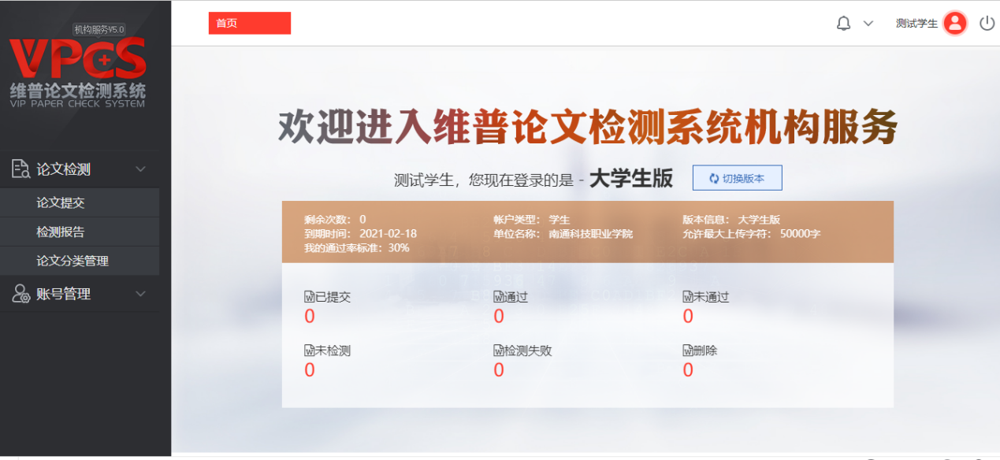 机构服务V5.0
VPCS
维普论文检测系统
VIP PAPER CHECK SYSTEM
首页
测试学生
论文检测
论文提交
检测报告
论文分类管理
账号管理
欢迎进入维普论文检测系统机构服务
测试学生，您现在登录的是 - 大学生版 切换版本
剩余次数： 0 帐户类型： 学生 版本信息： 大学生版
到期时间： 2021-02-18 单位名称： 南通科技职业学院 允许最大上传字符： 50000字
我的通过率标准：30%
已提交 通过 未通过
0 0 0
未检测 检测失败 删除
0 0 0